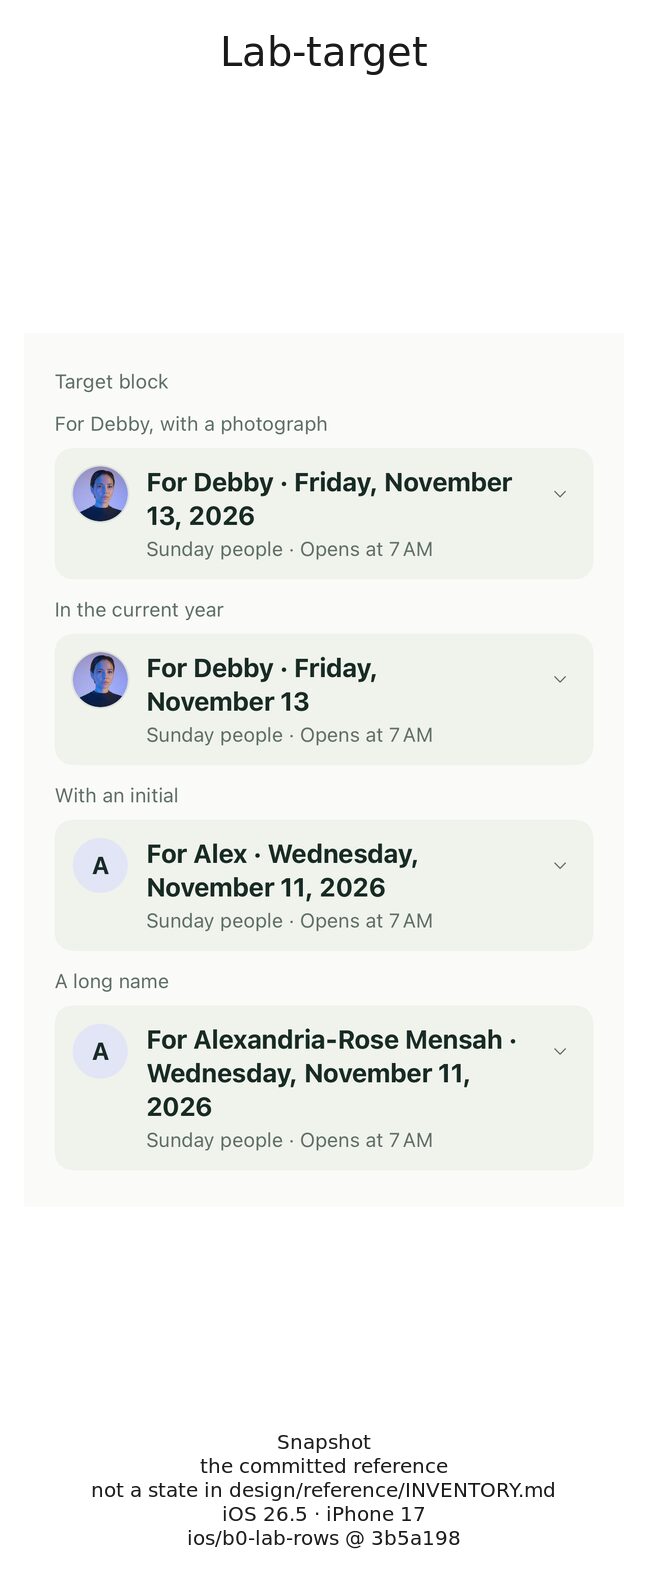 Lab-target
Target block
For Debby, with a photograph
For Debby · Friday, November
13, 2026
Sunday people · Opens at 7 AM
In the current year
For Debby · Friday,
November 13
Sunday people · Opens at 7 AM
With an initial
A
For Alex · Wednesday,
November 11, 2026
Sunday people · Opens at 7 AM
A long name
A
For Alexandria-Rose Mensah ·
Wednesday, November 11,
2026
Sunday people · Opens at 7 AM
Snapshot
the committed reference
not a state in design/reference/INVENTORY.md
iOS 26.5 · iPhone 17
ios/b0-lab-rows @ 3b5a198